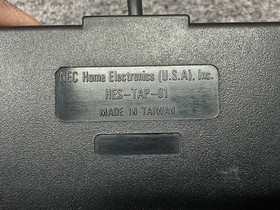 NEC Home Electronics (U.S.A), Inc.
HES-TAP-01
MADE IN TAIWAN